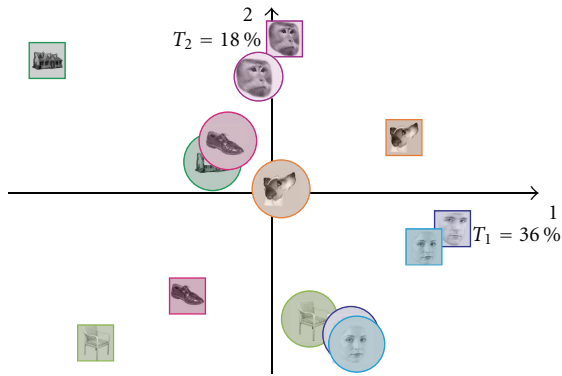 2
T₂ = 18 %
1
T₁ = 36 %